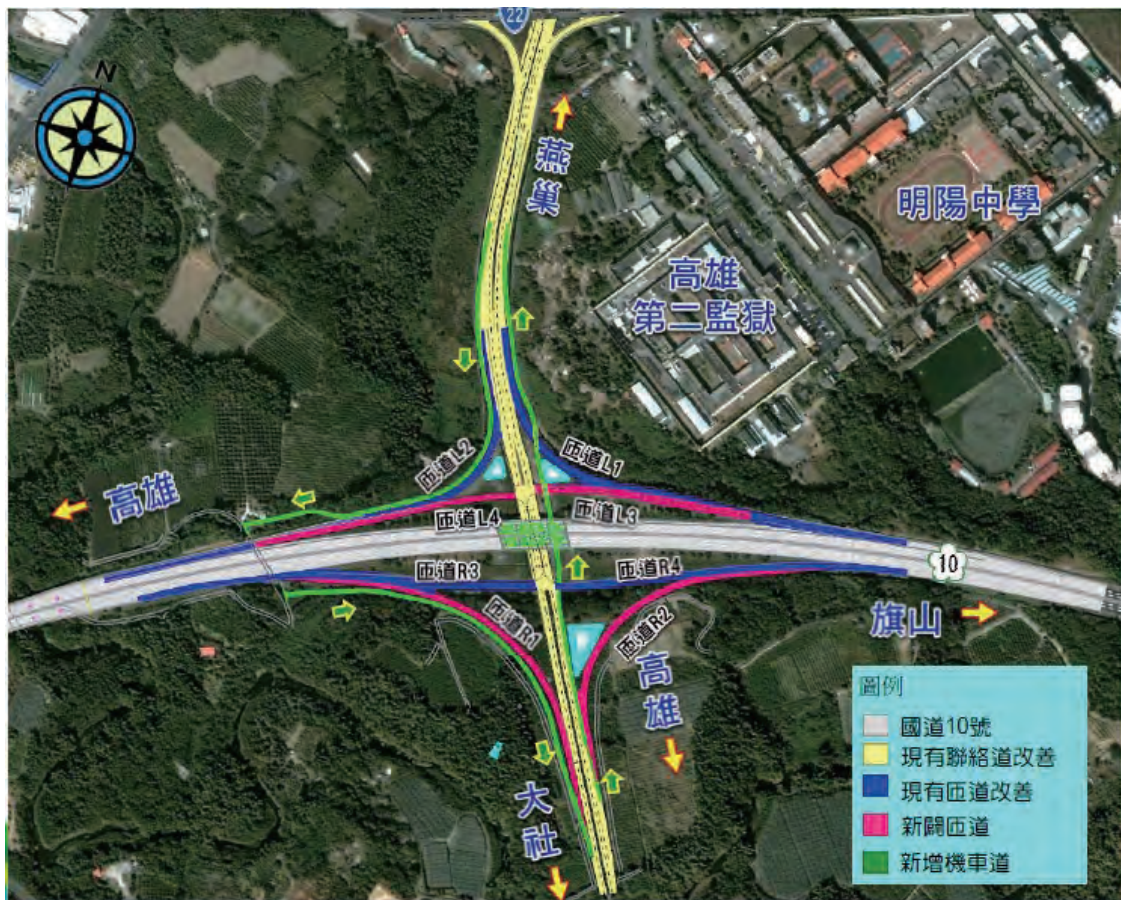 22
N
燕巢
明陽中學
高雄
第二監獄
匝道L2
匝道L1
高雄
匝道L4
匝道L3
10
匝道R3
匝道R4
旗山
匝道R1
匝道R2
高雄
大社
圖例
國道10號
現有聯絡道改善
現有匝道改善
新闢匝道
新增機車道